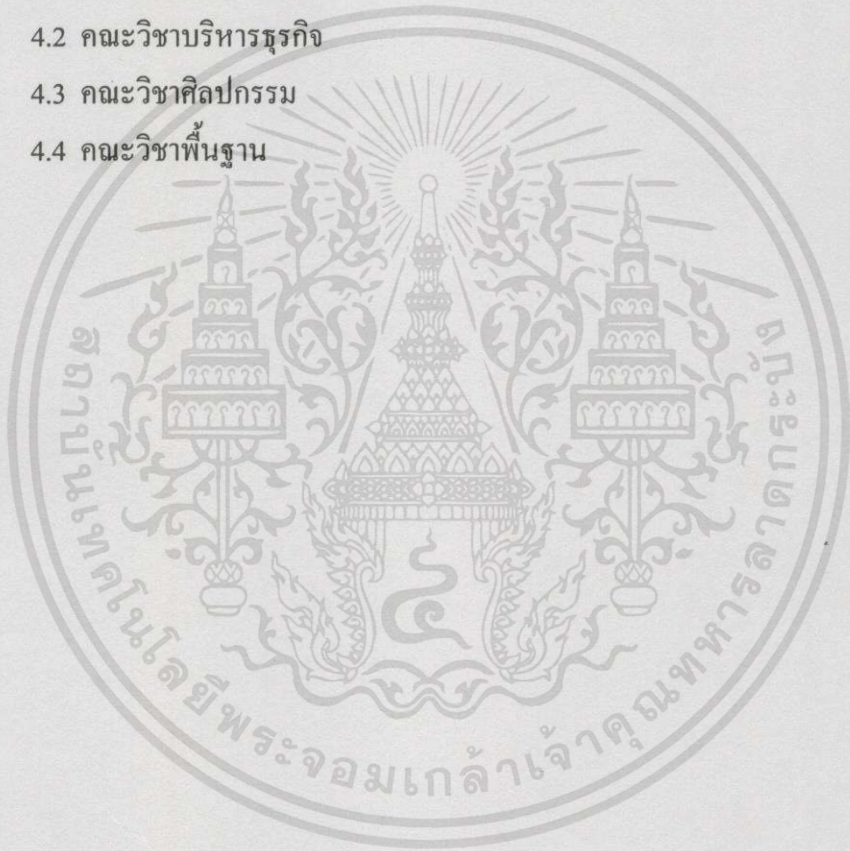 4.2 คณะวิชาบริหารธุรกิจ
4.3 คณะวิชาศิลปกรรม
4.4 คณะวิชาพื้นฐาน
สถาบันเทคโนโลยีพระจอมเกล้าเจ้าคุณทหารลาดกระบัง
๔